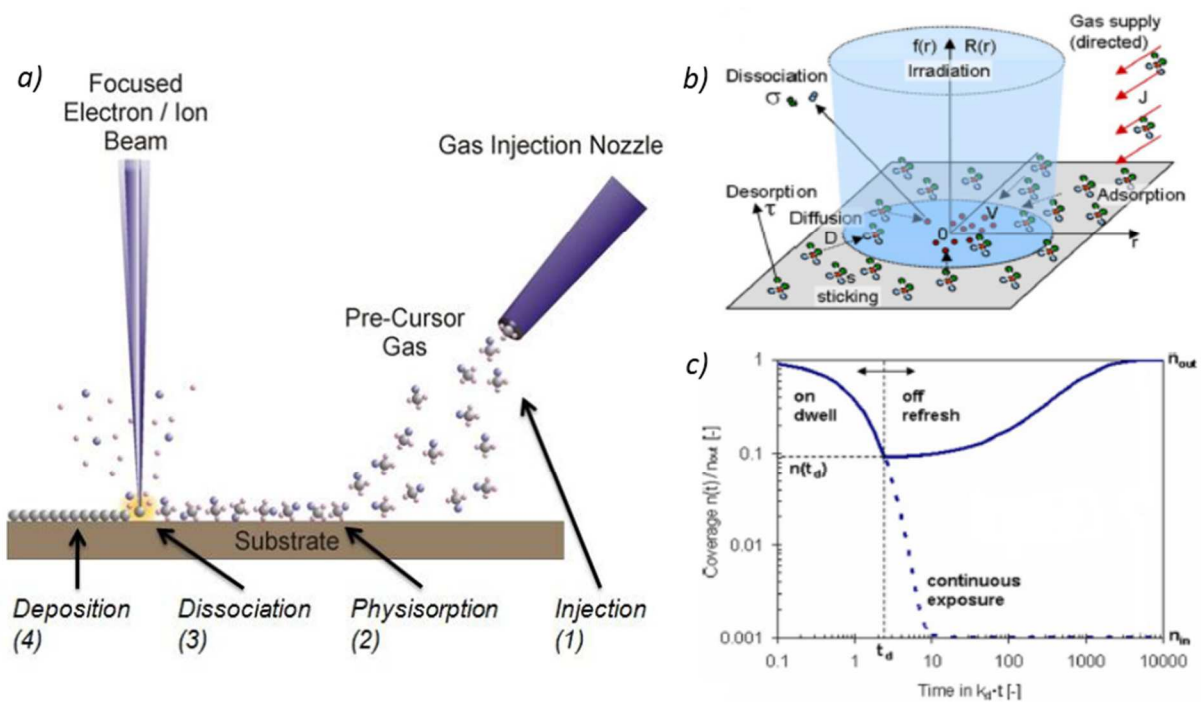 a)
Focused
Electron / Ion
Beam
Gas Injection Nozzle
Pre-Cursor
Gas
Substrate
Deposition
(4)
Dissociation
(3)
Physisorption
(2)
Injection
(1)
b)
f(r) R(r)
Irradiation
Gas supply
(directed)
J
Dissociation
σ
Desorption
τ
Diffusion
D
V
Adsorption
0
r
s
sticking
c)
1
0.1
0.01
0.001
Coverage n(t)/n_out [-]
on
dwell
off
refresh
n_out
n(t_d)
continuous
exposure
n_in
0.1
1
t_d
10
100
1000
10000
Time in k_d·t [-]